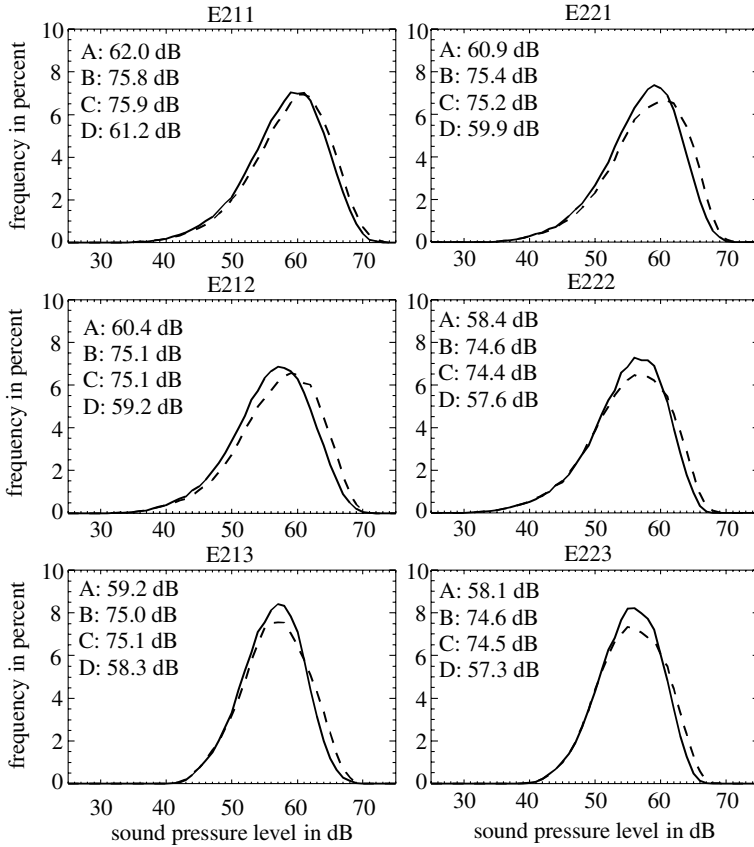 E211
A: 62.0 dB
B: 75.8 dB
C: 75.9 dB
D: 61.2 dB
frequency in percent
10
8
6
4
2
0
30 40 50 60 70
E221
A: 60.9 dB
B: 75.4 dB
C: 75.2 dB
D: 59.9 dB
10
8
6
4
2
0
30 40 50 60 70
E212
A: 60.4 dB
B: 75.1 dB
C: 75.1 dB
D: 59.2 dB
frequency in percent
10
8
6
4
2
0
30 40 50 60 70
E222
A: 58.4 dB
B: 74.6 dB
C: 74.4 dB
D: 57.6 dB
10
8
6
4
2
0
30 40 50 60 70
E213
A: 59.2 dB
B: 75.0 dB
C: 75.1 dB
D: 58.3 dB
frequency in percent
10
8
6
4
2
0
30 40 50 60 70
sound pressure level in dB
E223
A: 58.1 dB
B: 74.6 dB
C: 74.5 dB
D: 57.3 dB
10
8
6
4
2
0
30 40 50 60 70
sound pressure level in dB